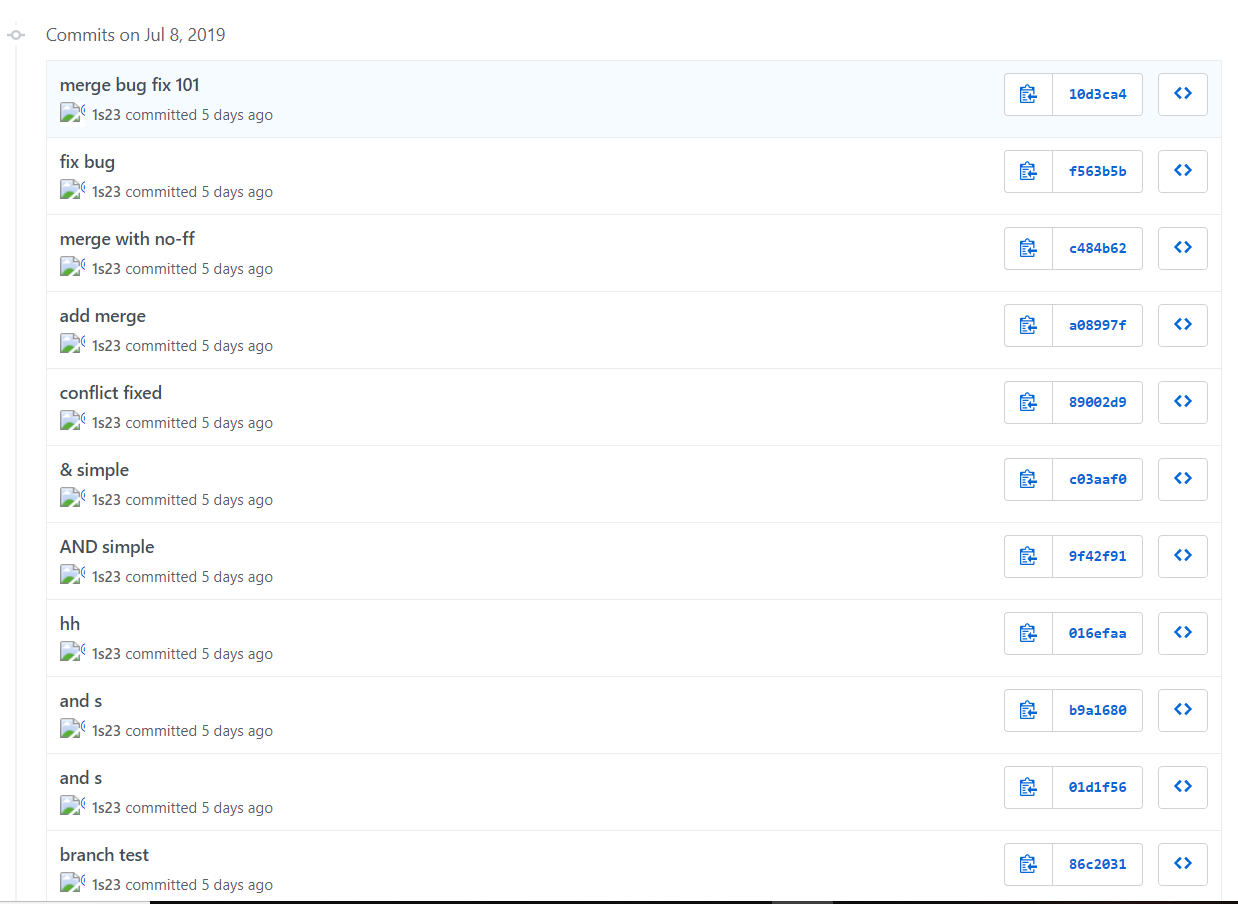 Commits on Jul 8, 2019
merge bug fix 101
1s23 committed 5 days ago
10d3ca4
fix bug
1s23 committed 5 days ago
f563b5b
merge with no-ff
1s23 committed 5 days ago
c484b62
add merge
1s23 committed 5 days ago
a08997f
conflict fixed
1s23 committed 5 days ago
89002d9
& simple
1s23 committed 5 days ago
c03aaf0
AND simple
1s23 committed 5 days ago
9f42f91
hh
1s23 committed 5 days ago
016efaa
and s
1s23 committed 5 days ago
b9a1680
and s
1s23 committed 5 days ago
01d1f56
branch test
1s23 committed 5 days ago
86c2031